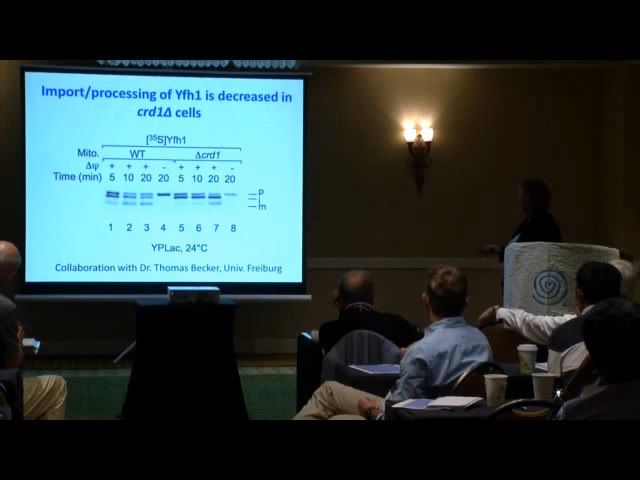 Import/processing of Yfh1 is decreased in
crd1Δ cells
[³⁵S]Yfh1
Mito. WT Δcrd1
Δψ + + + - + + + -
Time (min) 5 10 20 20 5 10 20 20
p
i
m
1 2 3 4 5 6 7 8
YPLac, 24°C
Collaboration with Dr. Thomas Becker, Univ. Freiburg